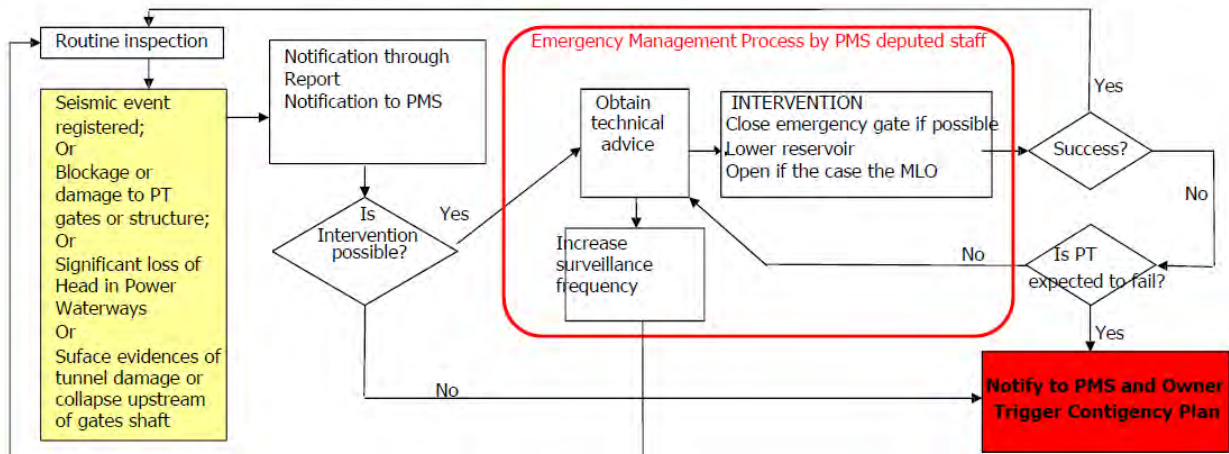 Routine inspection
Seismic event
registered;
Or
Blockage or
damage to PT
gates or structure;
Or
Significant loss of
Head in Power
Waterways
Or
Suface evidences of
tunnel damage or
collapse upstream
of gates shaft
Notification through
Report
Notification to PMS
Is
Intervention
possible?
Yes
No
Emergency Management Process by PMS deputed staff
Obtain
technical
advice
INTERVENTION
Close emergency gate if possible
Lower reservoir
Open if the case the MLO
Increase
surveillance
frequency
Success?
Yes
No
Is PT
expected to fail?
No
Yes
Notify to PMS and Owner
Trigger Contigency Plan